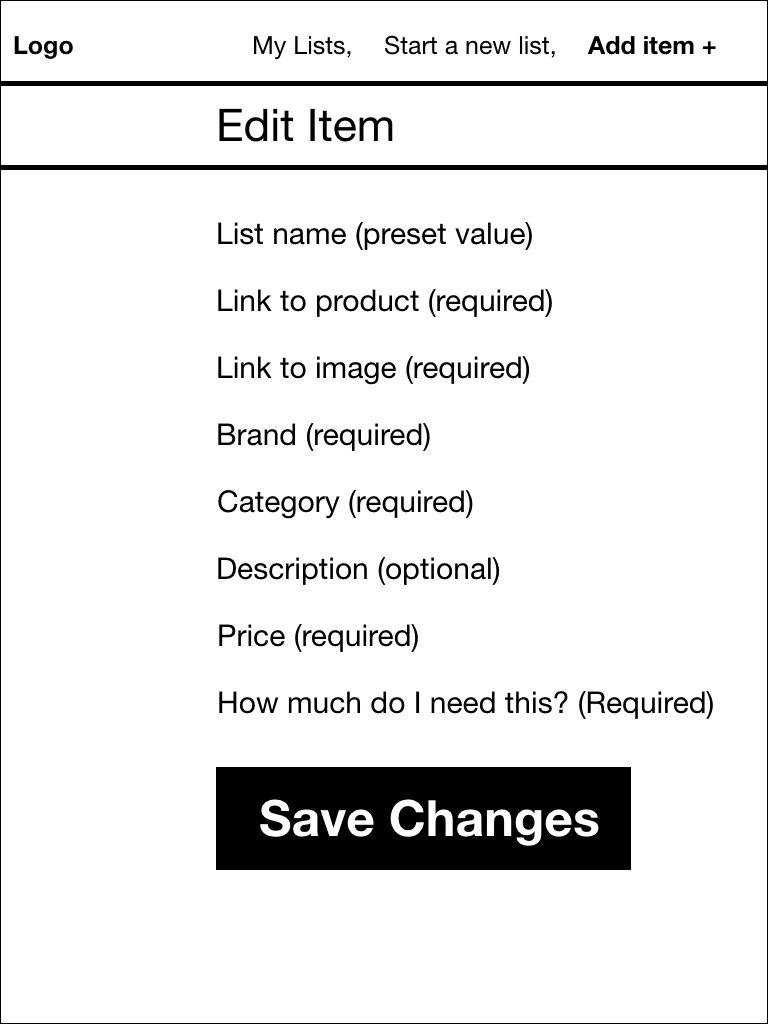 Logo My Lists, Start a new list, Add item +
Edit Item
List name (preset value)
Link to product (required)
Link to image (required)
Brand (required)
Category (required)
Description (optional)
Price (required)
How much do I need this? (Required)
Save Changes